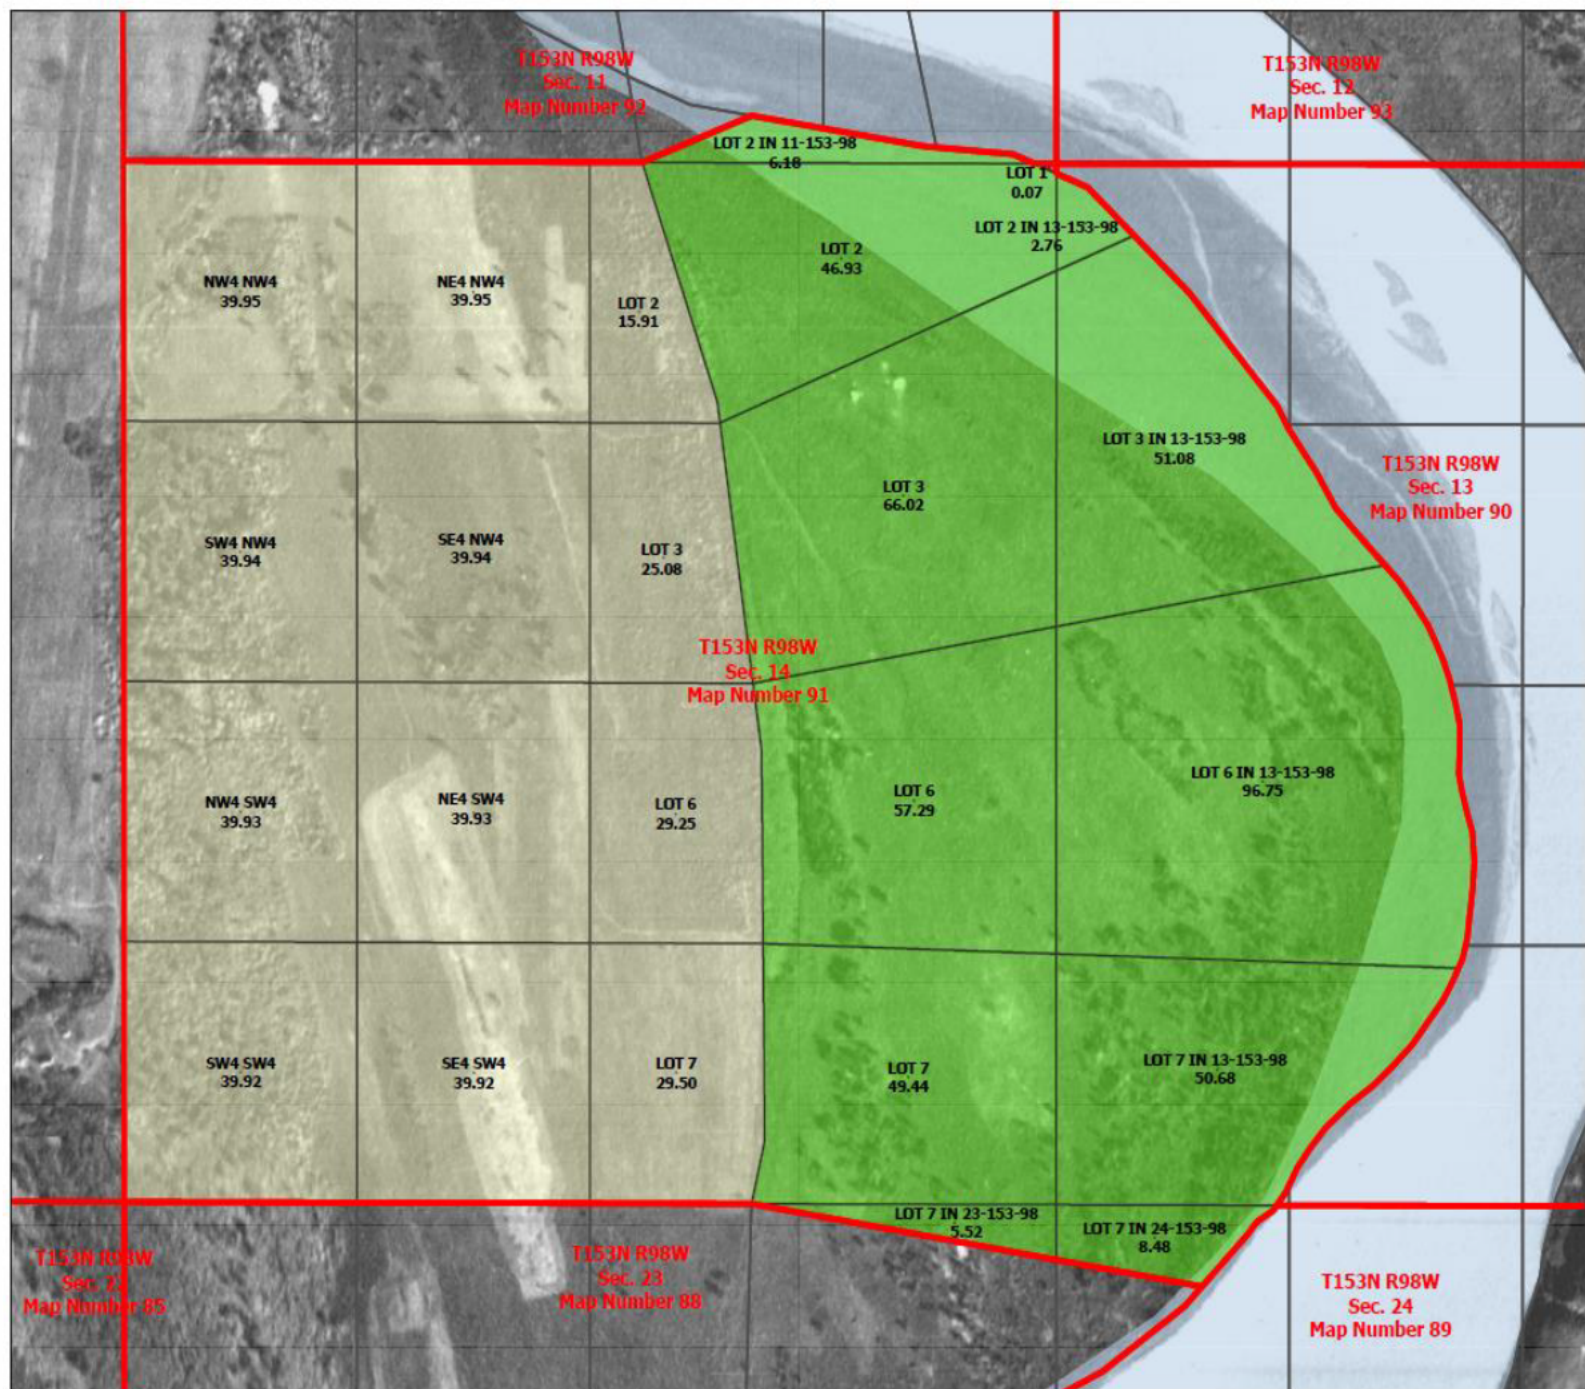 T153N R98W
Sec. 11
Map Number 92
T153N R98W
Sec. 12
Map Number 93
LOT 2 IN 11-153-98
6.18
LOT 1
0.07
LOT 2 IN 13-153-98
2.76
LOT 2
46.93
NW4 NW4
39.95
NE4 NW4
39.95
LOT 2
15.91
LOT 3 IN 13-153-98
51.08
T153N R98W
Sec. 13
Map Number 90
LOT 3
66.02
SW4 NW4
39.94
SE4 NW4
39.94
LOT 3
25.08
T153N R98W
Sec. 14
Map Number 91
LOT 6 IN 13-153-98
96.75
NW4 SW4
39.93
NE4 SW4
39.93
LOT 6
29.25
LOT 6
57.29
SW4 SW4
39.92
SE4 SW4
39.92
LOT 7
29.50
LOT 7
49.44
LOT 7 IN 13-153-98
50.68
LOT 7 IN 23-153-98
5.52
LOT 7 IN 24-153-98
8.48
T153N R98W
Sec. 22
Map Number 85
T153N R98W
Sec. 23
Map Number 88
T153N R98W
Sec. 24
Map Number 89